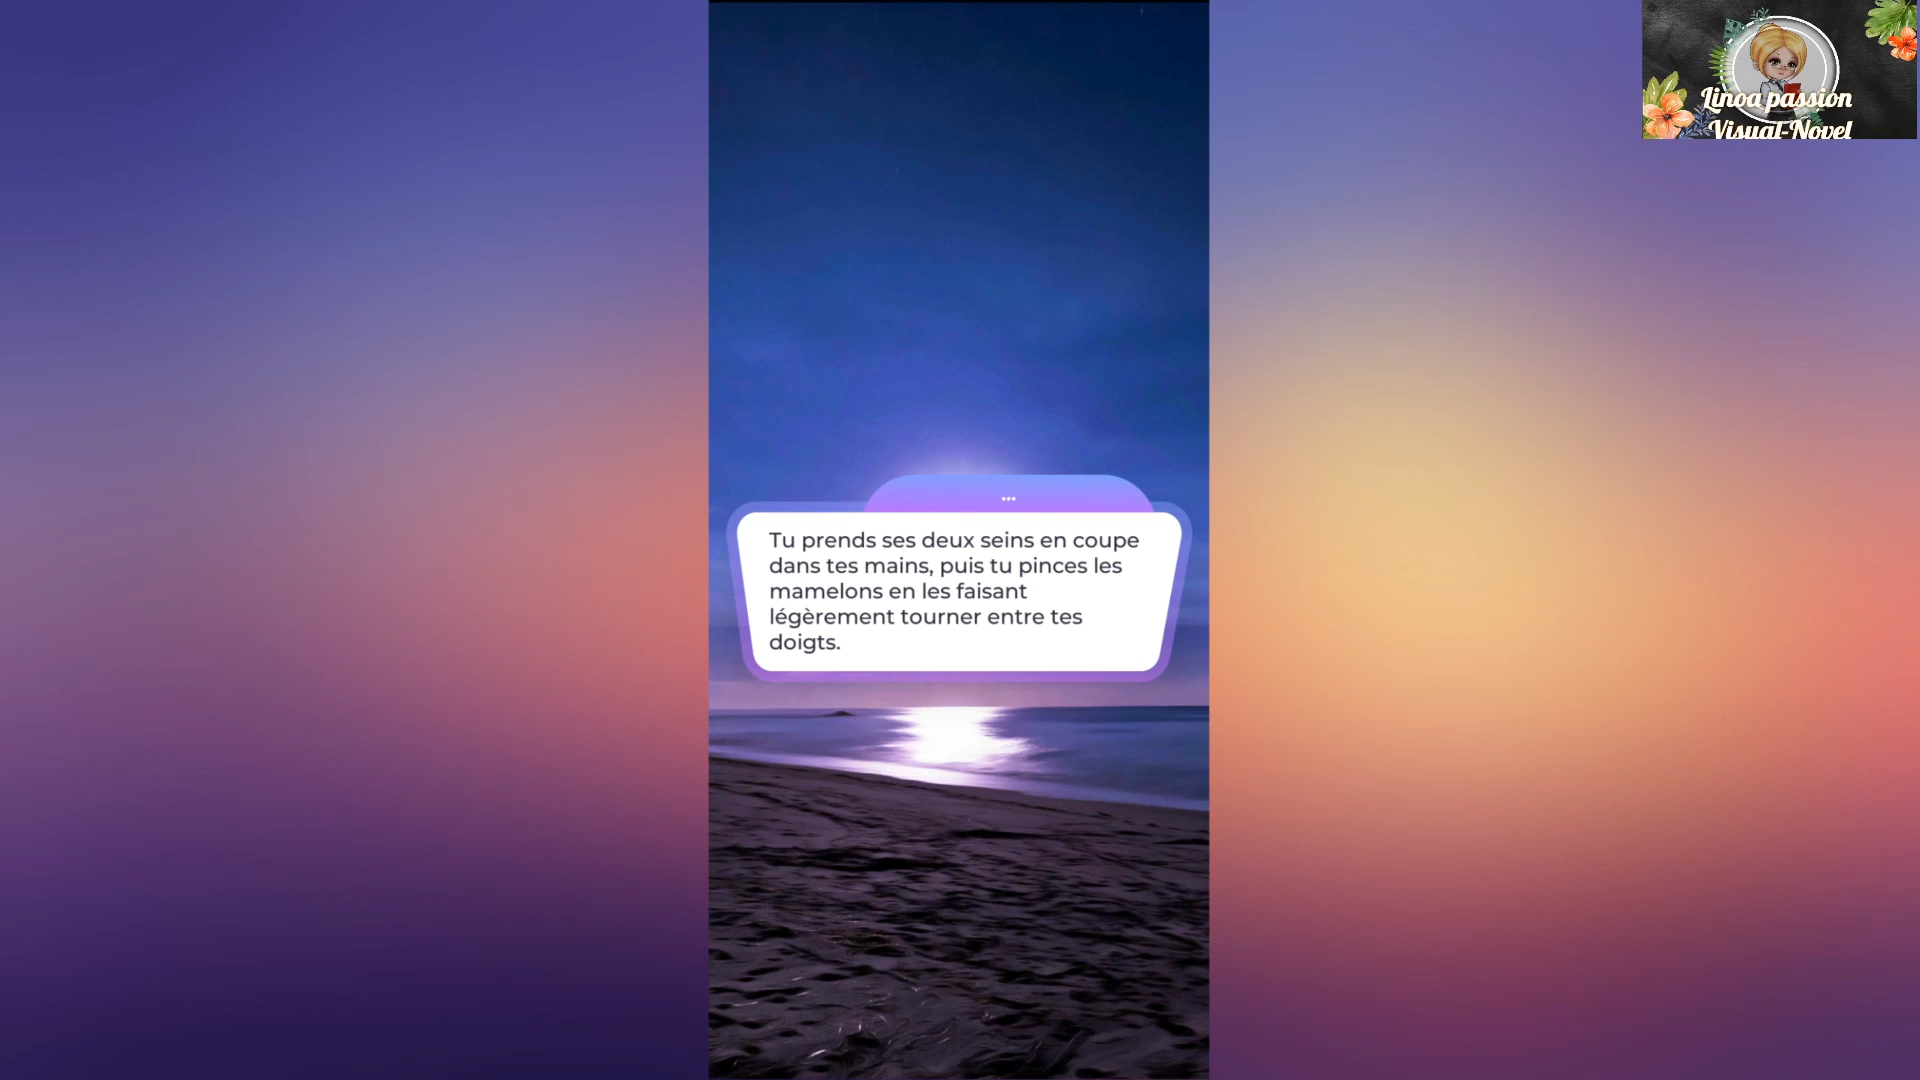 Linoa passion
Visual-Novel
...
Tu prends ses deux seins en coupe
dans tes mains, puis tu pinces les
mamelons en les faisant
légèrement tourner entre tes
doigts.